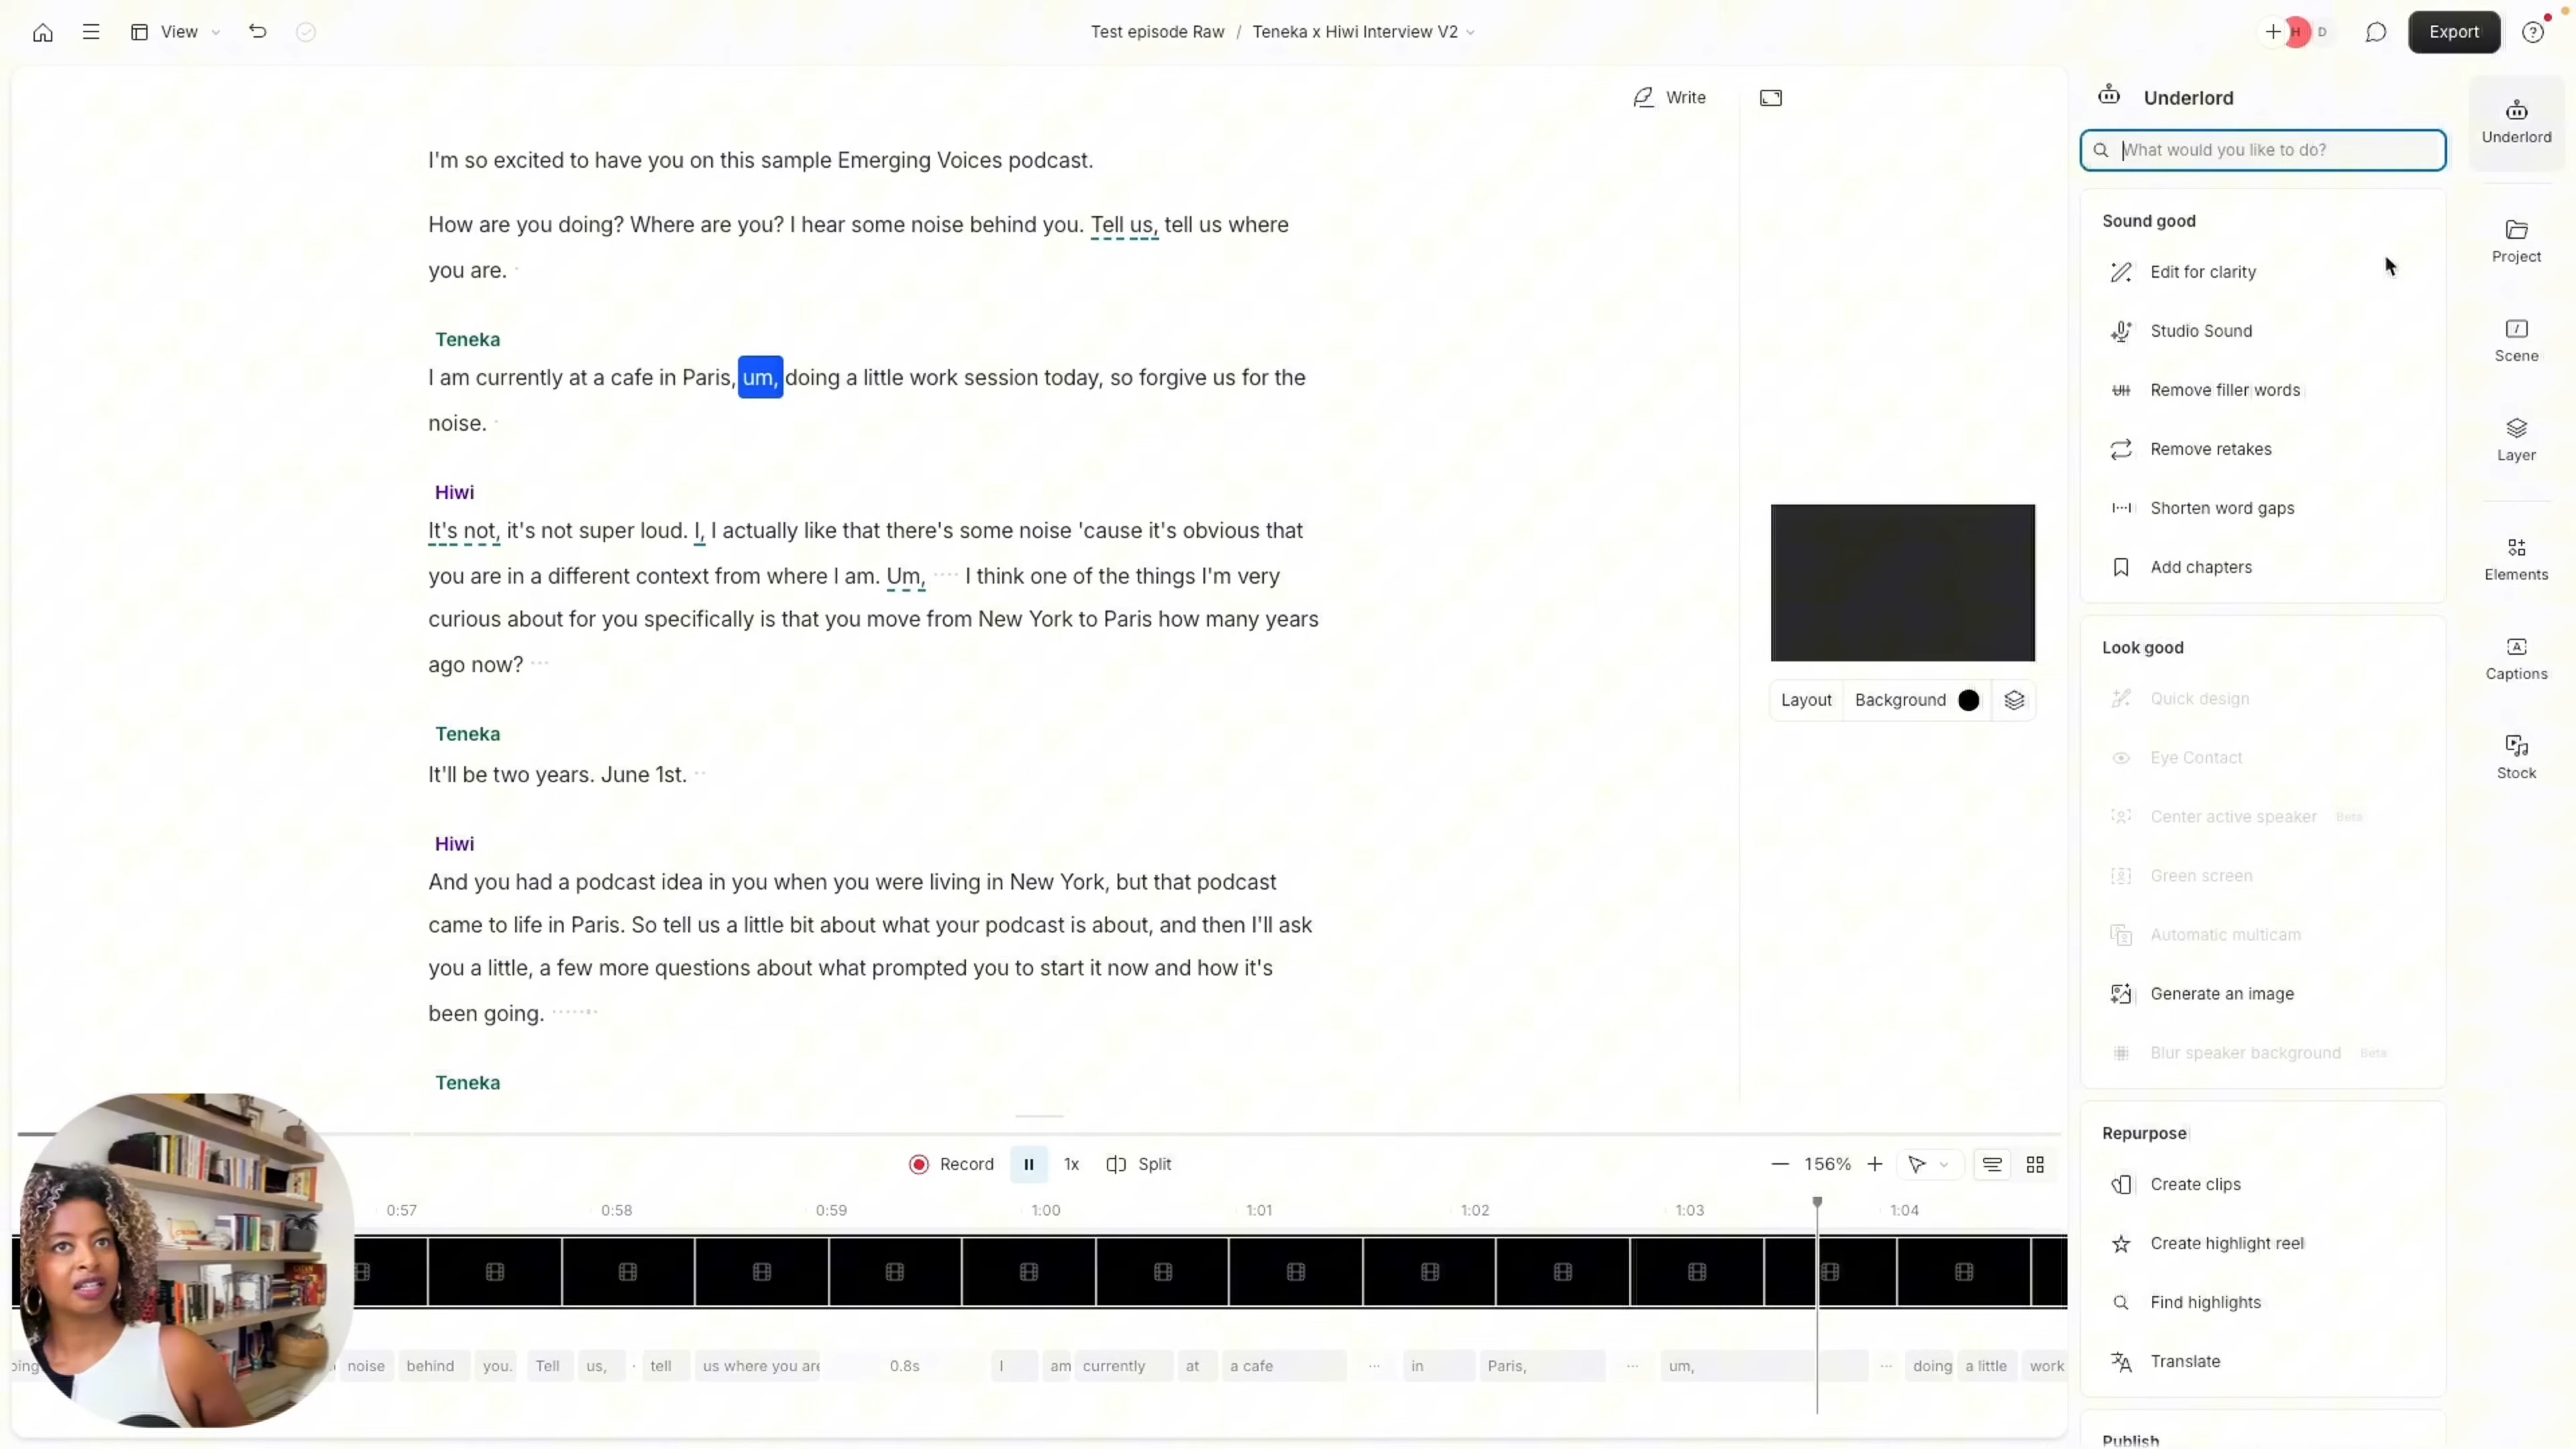 View
Test episode Raw / Teneka x Hiwi Interview V2
H
D
Export
Write
I'm so excited to have you on this sample Emerging Voices podcast.
How are you doing? Where are you? I hear some noise behind you. Tell us, tell us where
you are.
Teneka
I am currently at a cafe in Paris, um, doing a little work session today, so forgive us for the
noise.
Hiwi
It's not, it's not super loud. I, I actually like that there's some noise 'cause it's obvious that
you are in a different context from where I am. Um, ···· I think one of the things I'm very
curious about for you specifically is that you move from New York to Paris how many years
ago now? ···
Teneka
It'll be two years. June 1st. ··
Hiwi
And you had a podcast idea in you when you were living in New York, but that podcast
came to life in Paris. So tell us a little bit about what your podcast is about, and then I'll ask
you a little, a few more questions about what prompted you to start it now and how it's
been going.
Teneka
Layout
Background
Underlord
What would you like to do?
Sound good
Edit for clarity
Studio Sound
Remove filler words
Remove retakes
Shorten word gaps
Add chapters
Look good
Quick design
Eye Contact
Center active speaker Beta
Green screen
Automatic multicam
Generate an image
Blur speaker background Beta
Repurpose
Create clips
Create highlight reel
Find highlights
Translate
Publish
Underlord
Project
Scene
Layer
Elements
Captions
Stock
Record
1x
Split
156%
0:57 0:58 0:59 1:00 1:01 1:02 1:03 1:04
noise behind you. Tell us, · tell us where you are 0.8s I am currently at a cafe ··· in Paris, ··· um, ··· doing a little work